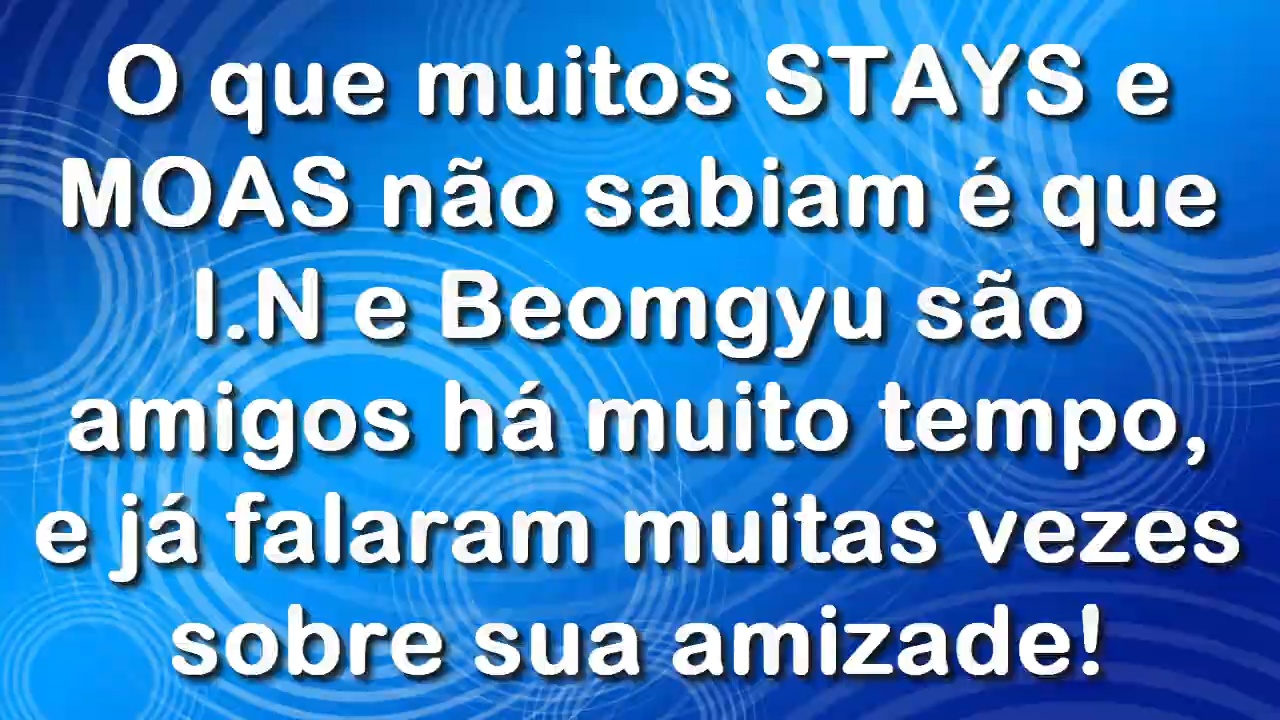 O que muitos STAYS e
MOAS não sabiam é que
I.N e Beomgyu são
amigos há muito tempo,
e já falaram muitas vezes
sobre sua amizade!